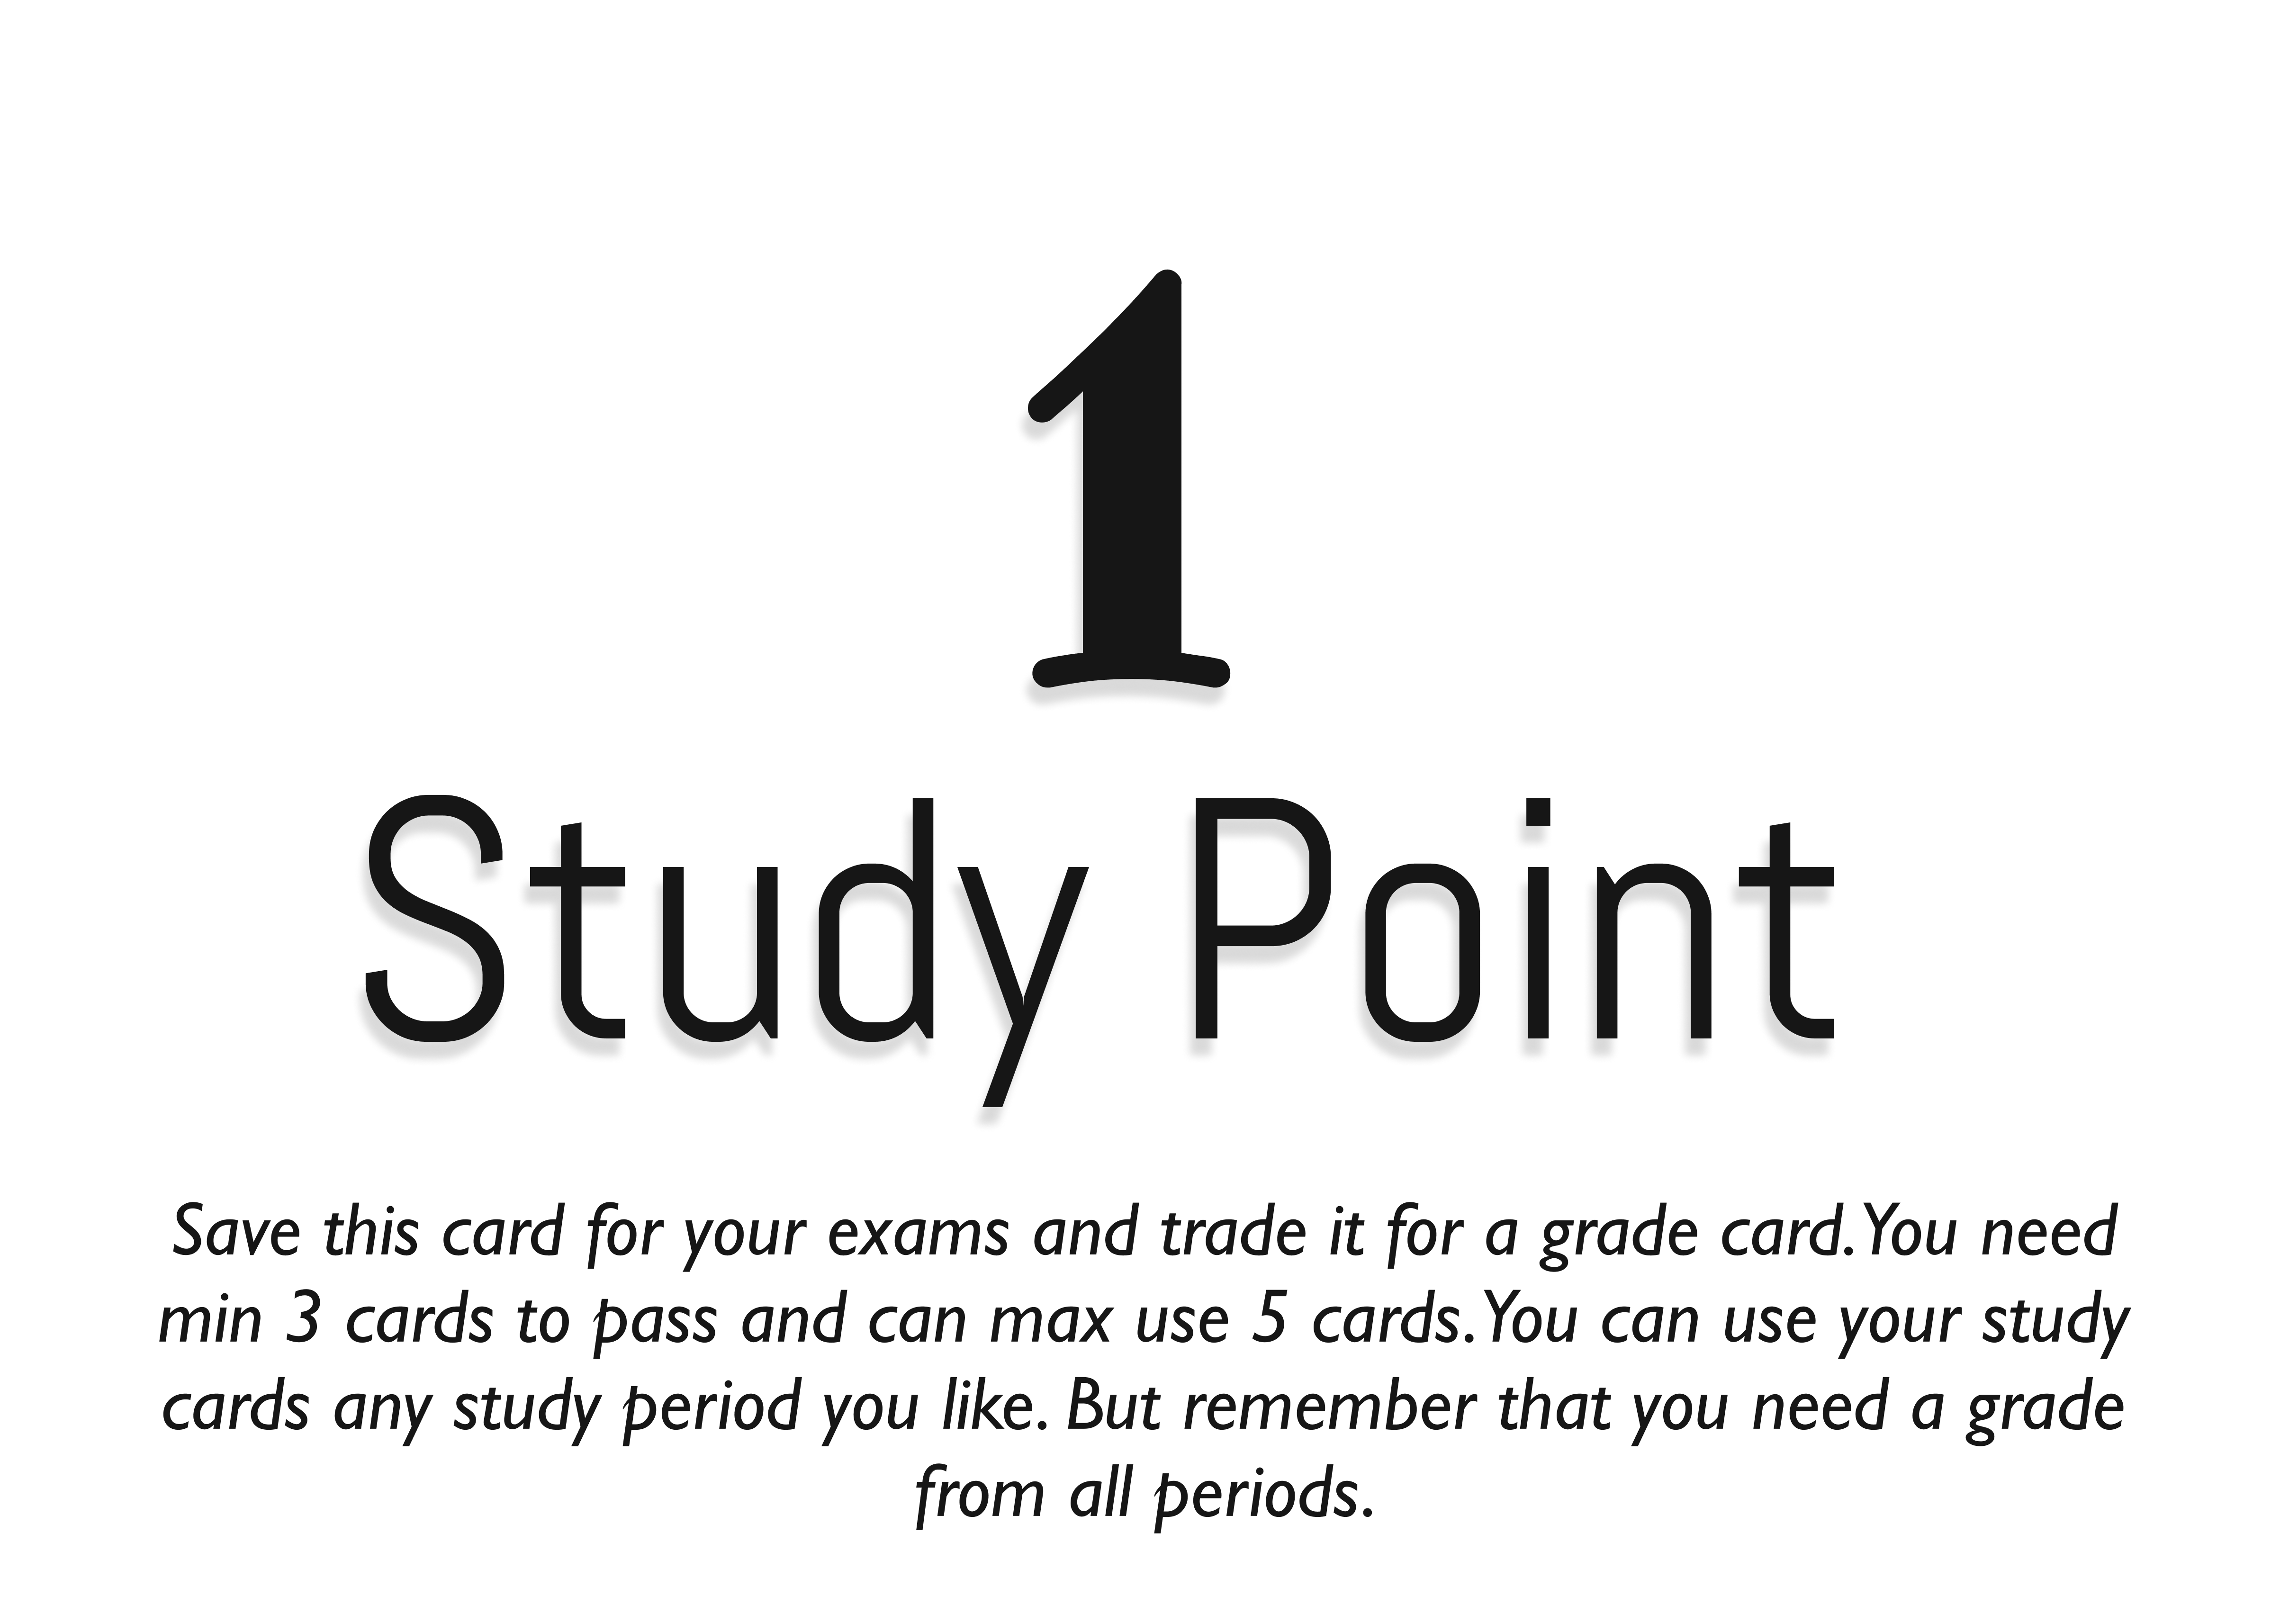 1
Study Point
Save this card for your exams and trade it for a grade card. You need
min 3 cards to pass and can max use 5 cards. You can use your study
cards any study period you like. But remember that you need a grade
from all periods.